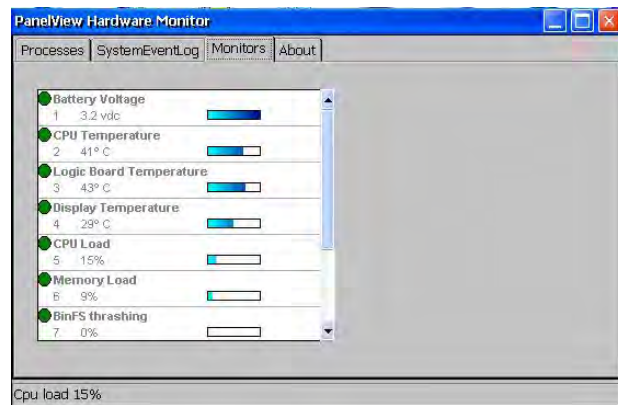 PanelView Hardware Monitor
Processes SystemEventLog Monitors About
Battery Voltage
1 3.2 vdc
CPU Temperature
2 41° C
Logic Board Temperature
3 43° C
Display Temperature
4 29° C
CPU Load
5 15%
Memory Load
6 9%
BinFS thrashing
7 0%
Cpu load 15%